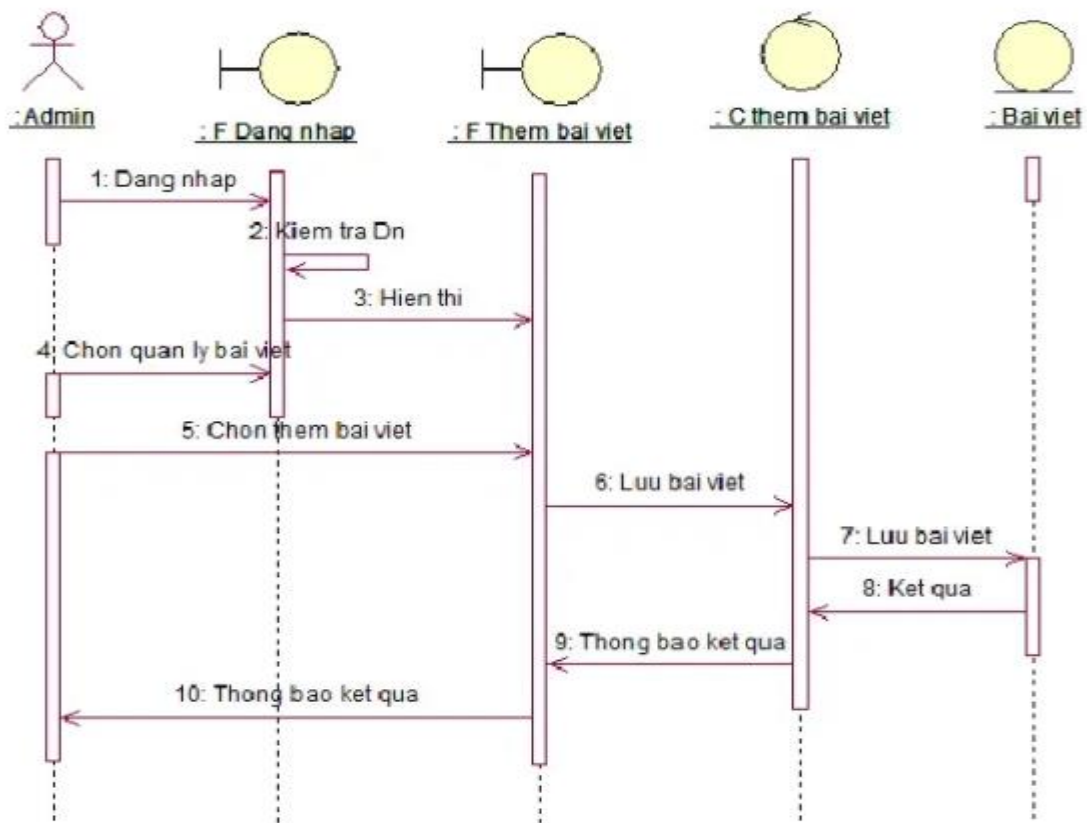 : Admin
: F Dang nhap
: F Them bai viet
: C them bai viet
: Bai viet
1: Dang nhap
2: Kiem tra Dn
3: Hien thi
4: Chon quan ly bai viet
5: Chon them bai viet
6: Luu bai viet
7: Luu bai viet
8: Ket qua
9: Thong bao ket qua
10: Thong bao ket qua